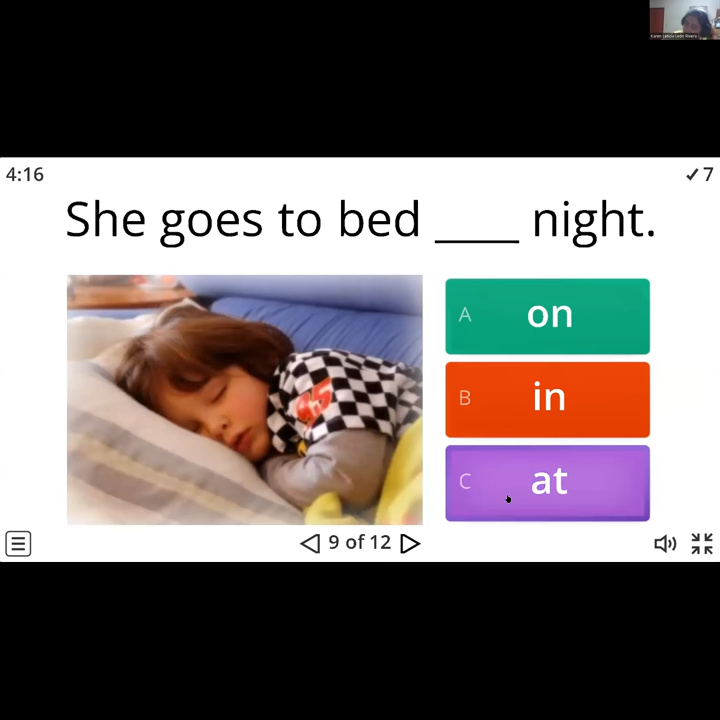 4:16
✓7
She goes to bed ____ night.
A on
B in
C at
9 of 12